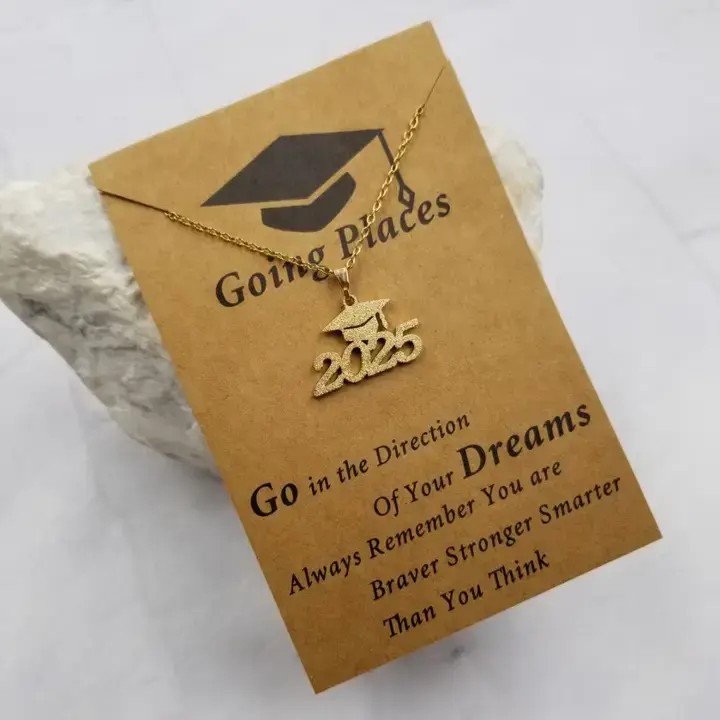 Going Places
2025
Go in the Direction
Of Your Dreams
Always Remember You are
Braver Stronger Smarter
Than You Think